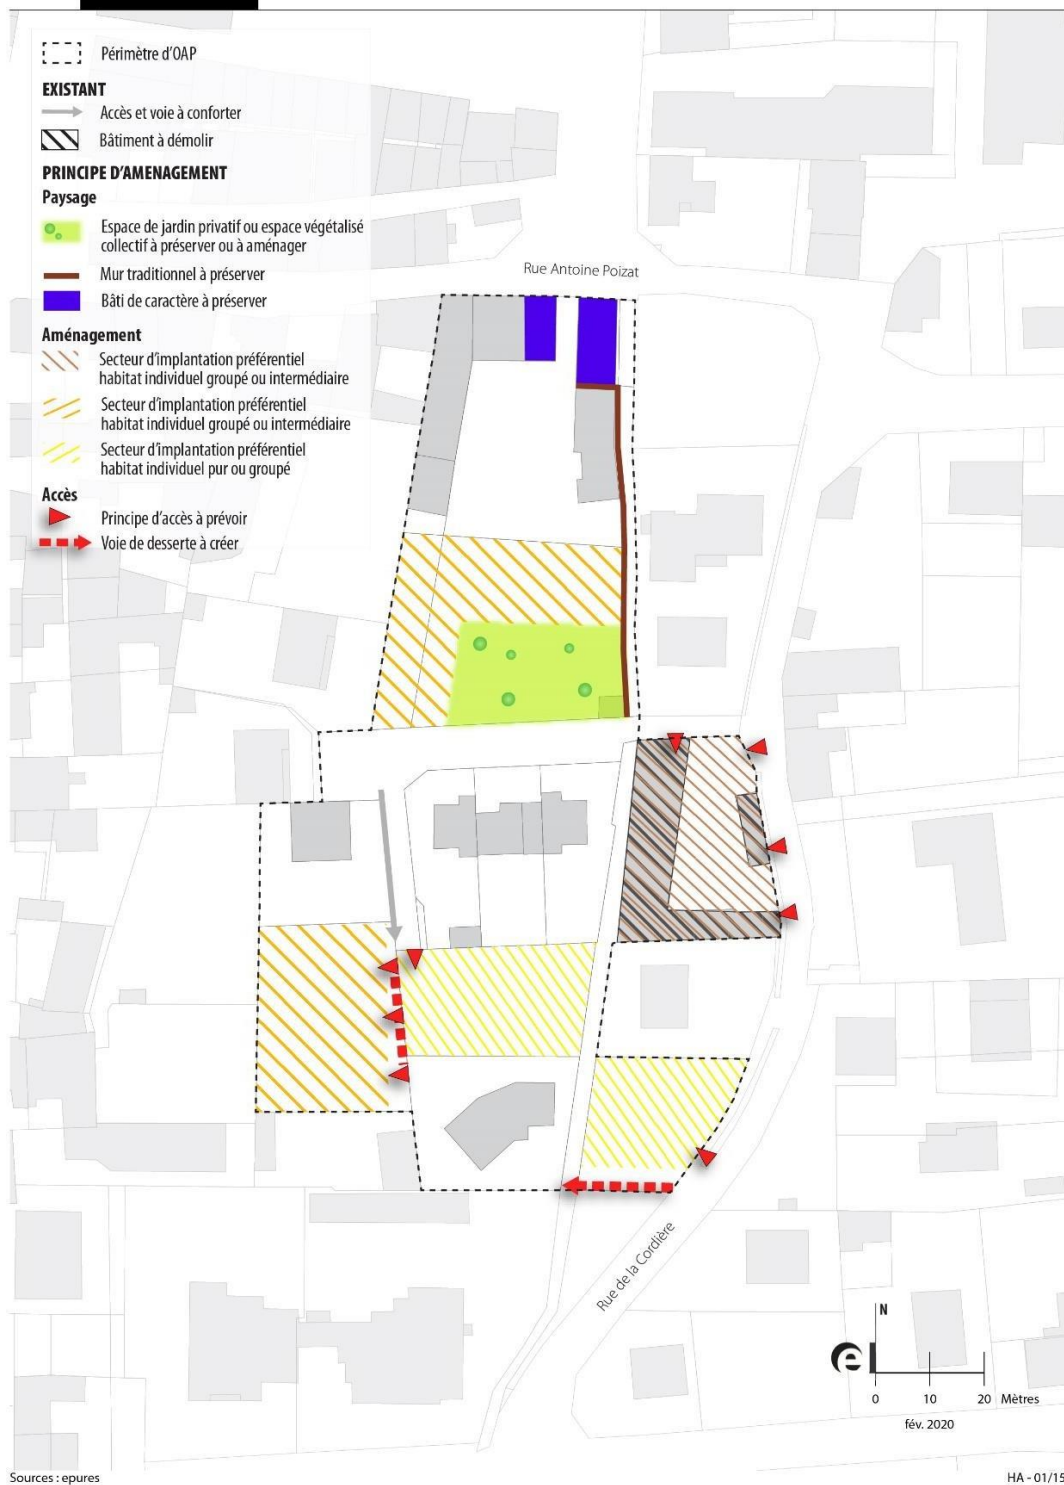 Périmètre d'OAP
EXISTANT
Accès et voie à conforter
Bâtiment à démolir
PRINCIPE D'AMENAGEMENT
Paysage
Espace de jardin privatif ou espace végétalisé
collectif à préserver ou à aménager
Mur traditionnel à préserver
Bâti de caractère à préserver
Aménagement
Secteur d'implantation préférentiel
habitat individuel groupé ou intermédiaire
Secteur d'implantation préférentiel
habitat individuel groupé ou intermédiaire
Secteur d'implantation préférentiel
habitat individuel pur ou groupé
Accès
Principe d'accès à prévoir
Voie de desserte à créer
Rue Antoine Poizat
Rue de la Cordière
N
e
0 10 20 Mètres
fév. 2020
Sources : epures
HA - 01/15